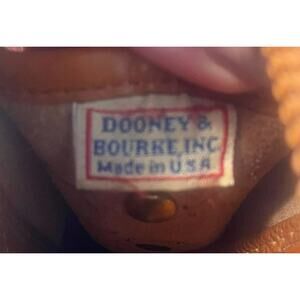 DOONEY &
BOURKE, INC.
Made in U.S.A